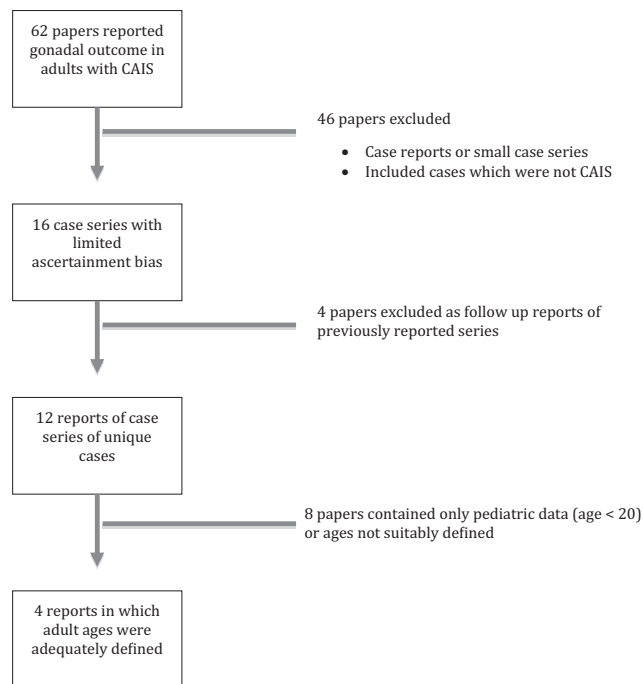 62 papers reported
gonadal outcome in
adults with CAIS
46 papers excluded
• Case reports or small case series
• Included cases which were not CAIS
16 case series with
limited
ascertainment bias
4 papers excluded as follow up reports of
previously reported series
12 reports of case
series of unique
cases
8 papers contained only pediatric data (age < 20)
or ages not suitably defined
4 reports in which
adult ages were
adequately defined